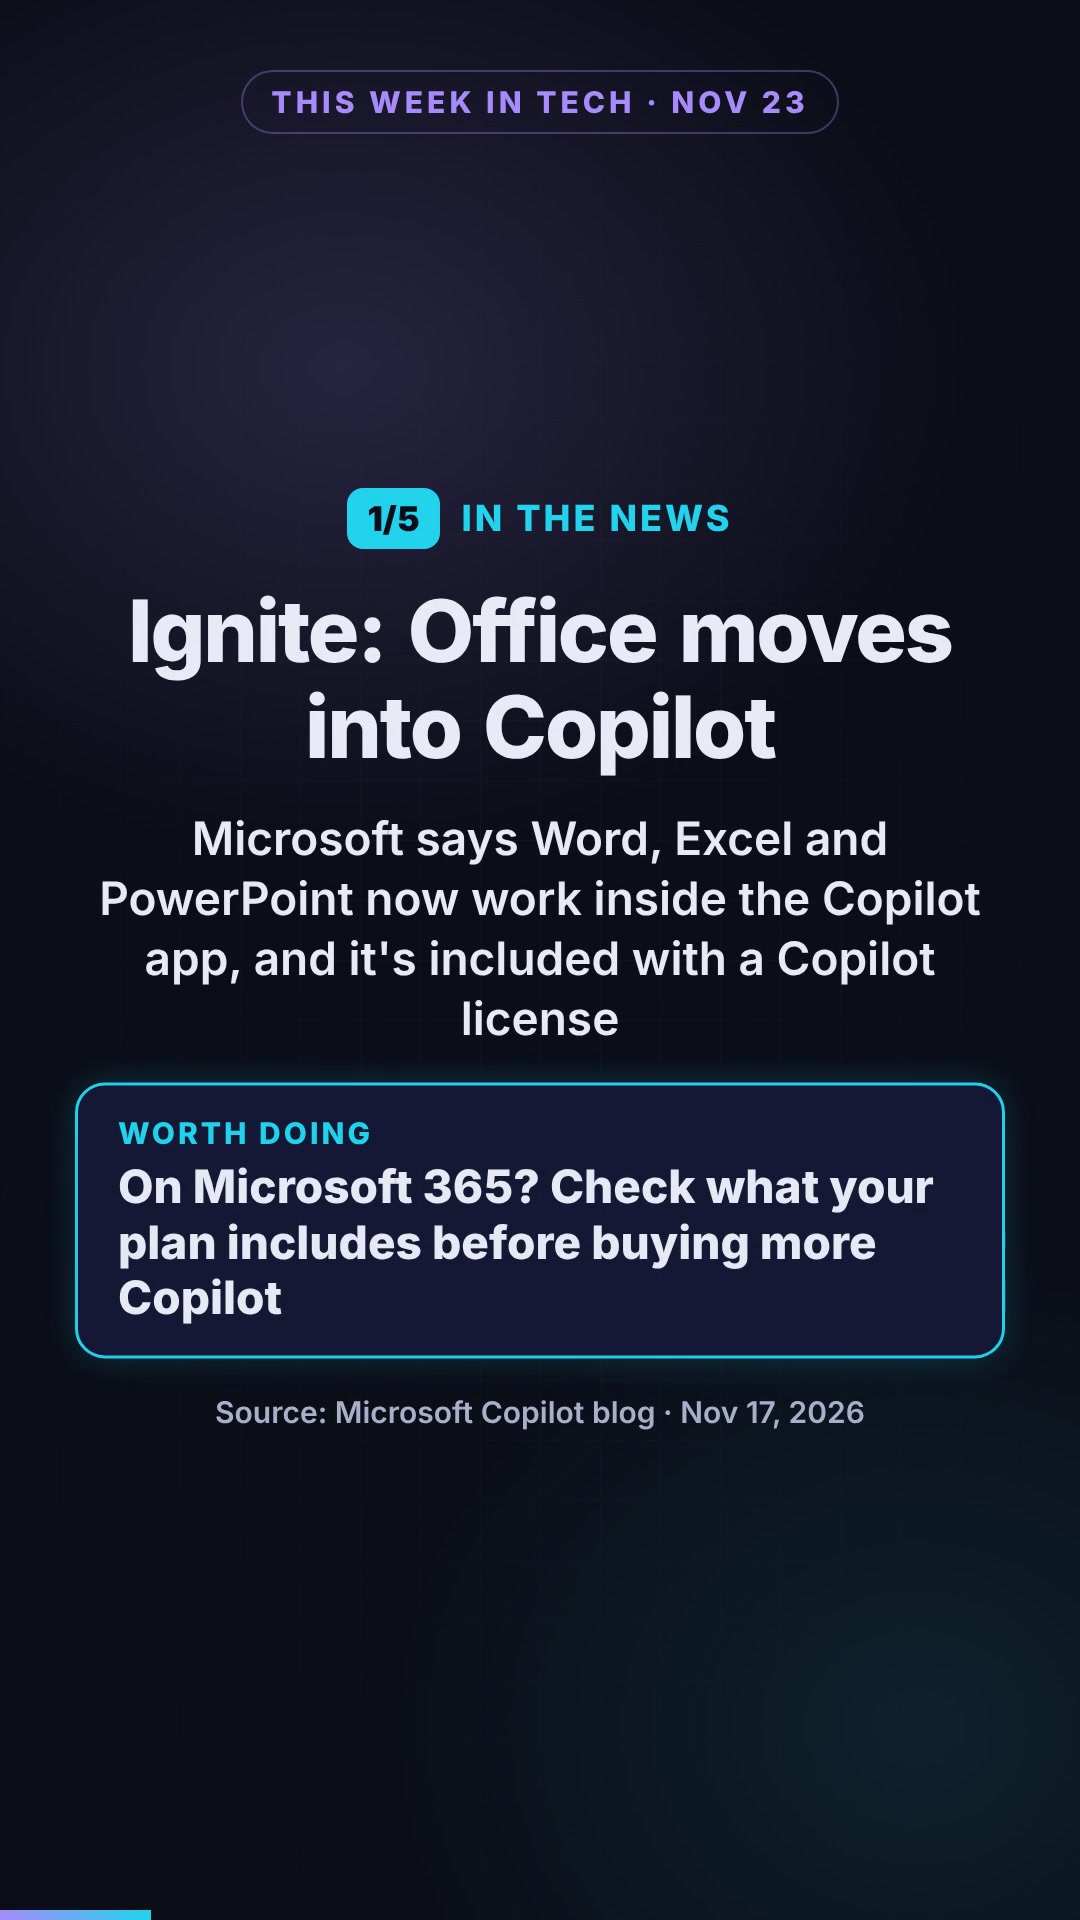 THIS WEEK IN TECH · NOV 23
1/5 IN THE NEWS
Ignite: Office moves
into Copilot
Microsoft says Word, Excel and
PowerPoint now work inside the Copilot
app, and it's included with a Copilot
license
WORTH DOING
On Microsoft 365? Check what your
plan includes before buying more
Copilot
Source: Microsoft Copilot blog · Nov 17, 2026